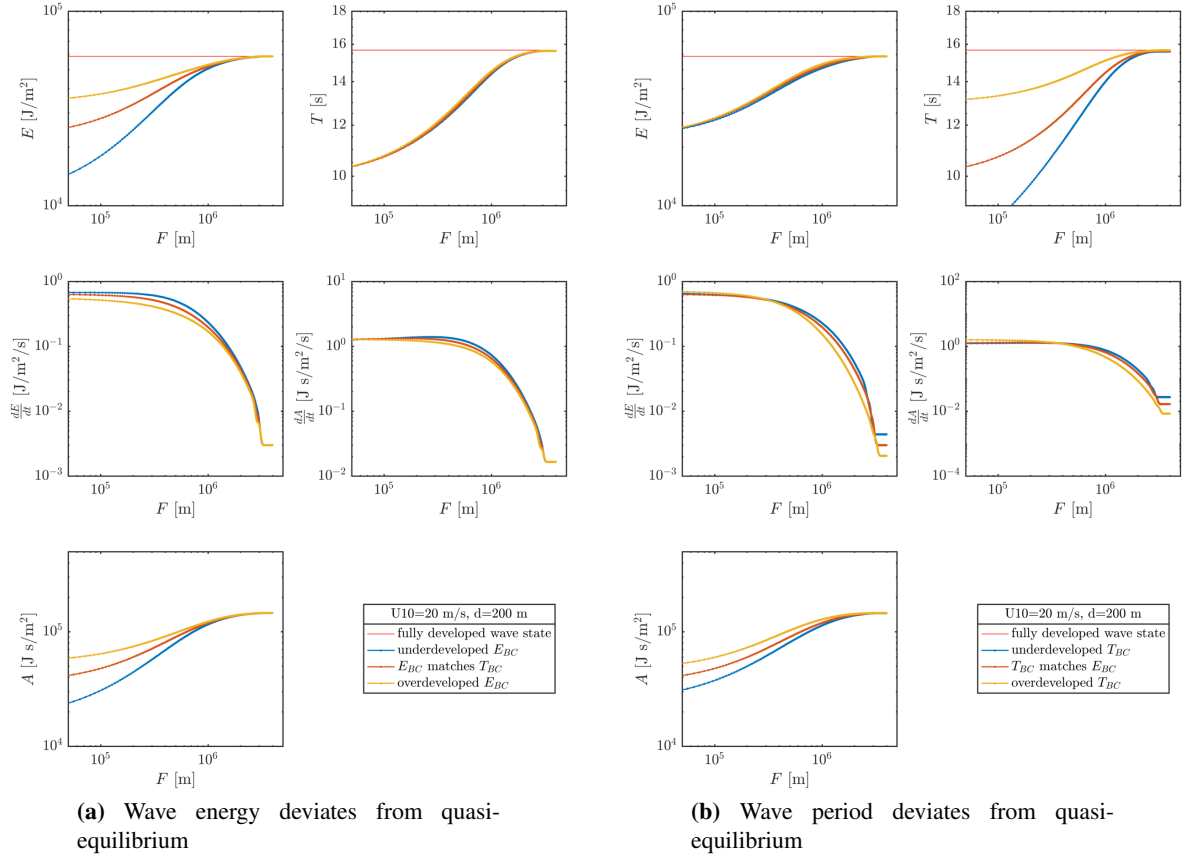 10^5
E [J/m^2]
10^4
10^5
10^6
F [m]
18
16
14
12
10
T [s]
10^5
10^6
F [m]
10^5
E [J/m^2]
10^4
10^5
10^6
F [m]
18
16
14
12
10
T [s]
10^5
10^6
F [m]
10^0
10^-1
10^-2
10^-3
dE/dt [J/m^2/s]
10^5
10^6
F [m]
10^1
10^0
10^-1
10^-2
dA/dt [J s/m^2/s]
10^5
10^6
F [m]
10^0
10^-1
10^-2
10^-3
dE/dt [J/m^2/s]
10^5
10^6
F [m]
10^2
10^0
10^-2
10^-4
dA/dt [J s/m^2/s]
10^5
10^6
F [m]
10^5
10^4
A [J s/m^2]
10^5
10^6
F [m]
U10=20 m/s, d=200 m
fully developed wave state
underdeveloped E_BC
E_BC matches T_BC
overdeveloped E_BC
10^5
10^4
A [J s/m^2]
10^5
10^6
F [m]
U10=20 m/s, d=200 m
fully developed wave state
underdeveloped T_BC
T_BC matches E_BC
overdeveloped T_BC
(a) Wave energy deviates from quasi-
equilibrium
(b) Wave period deviates from quasi-
equilibrium